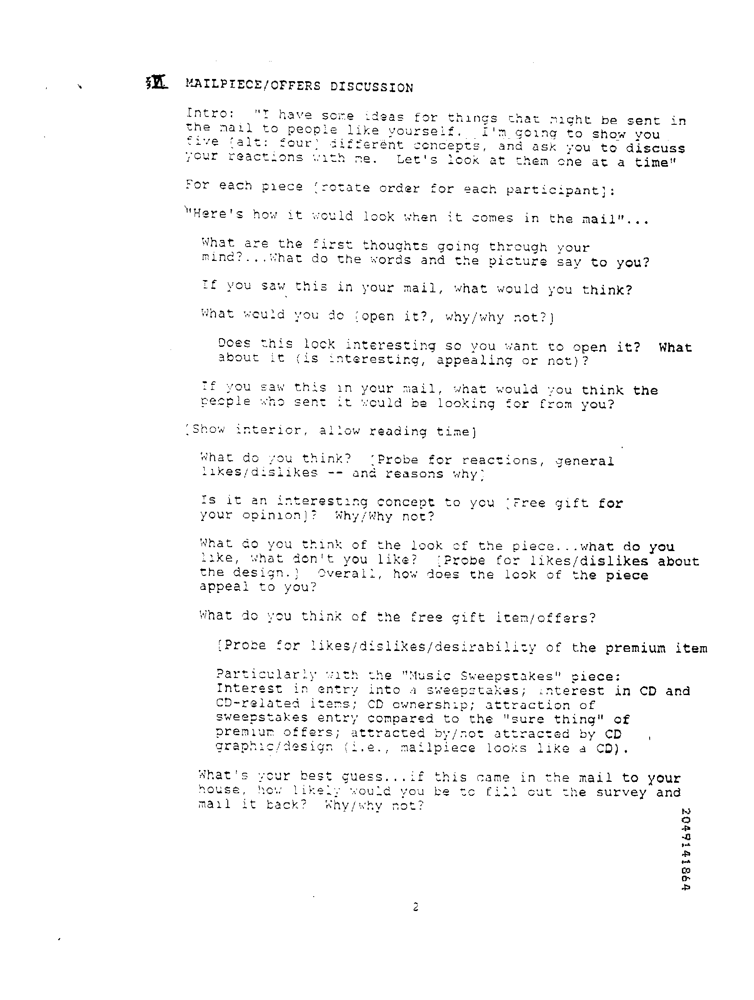 MAILPIECE/OFFERS DISCUSSION
Intro: "I have some ideas for things that might be sent in
the mail to people like yourself. I'm going to show you
five [alt: four] different concepts, and ask you to discuss
your reactions with me. Let's look at them one at a time"
For each piece [rotate order for each participant]:
"Here's how it would look when it comes in the mail"...
What are the first thoughts going through your
mind?...What do the words and the picture say to you?
If you saw this in your mail, what would you think?
What would you do [open it?, why/why not?]
Does this look interesting so you want to open it? What
about it (is interesting, appealing or not)?
If you saw this in your mail, what would you think the
people who sent it would be looking for from you?
[Show interior, allow reading time]
What do you think? [Probe for reactions, general
likes/dislikes -- and reasons why]
Is it an interesting concept to you [Free gift for
your opinion]? Why/Why not?
What do you think of the look of the piece...what do you
like, what don't you like? [Probe for likes/dislikes about
the design.] Overall, how does the look of the piece
appeal to you?
What do you think of the free gift item/offers?
[Probe for likes/dislikes/desirability of the premium item
Particularly with the "Music Sweepstakes" piece:
Interest in entry into a sweepstakes; interest in CD and
CD-related items; CD ownership; attraction of
sweepstakes entry compared to the "sure thing" of
premium offers; attracted by/not attracted by CD
graphic/design (i.e., mailpiece looks like a CD).
What's your best guess...if this came in the mail to your
house, how likely would you be to fill out the survey and
mail it back? Why/why not?
2049141864
2